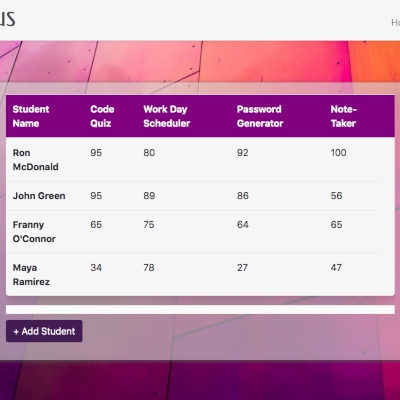 us
Ho
Student Code Work Day Password Note-
Name Quiz Scheduler Generator Taker
Ron 95 80 92 100
McDonald
John Green 95 89 86 56
Franny 65 75 64 65
O'Connor
Maya 34 78 27 47
Ramirez
+ Add Student